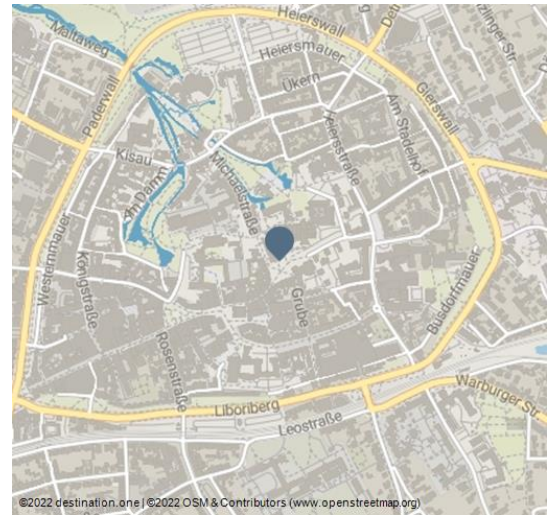 Maltaweg
Heierswall
Heiersmauer
Paderwall
Ükern
Gierswall
Am Stadelhof
Heiersstraße
Kisau
Michaelstraße
Am Damm
Westernmauer
Königstraße
Grube
Busdorfmauer
Rosenstraße
Liboriberg
Warburger Str
Leostraße
©2022 destination.one | ©2022 OSM & Contributors (www.openstreetmap.org)